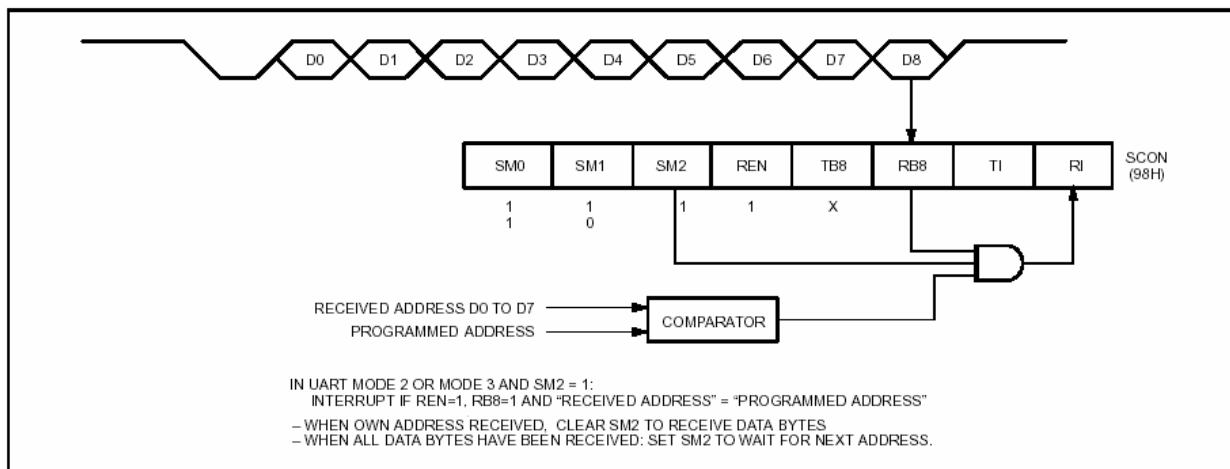 D0 D1 D2 D3 D4 D5 D6 D7 D8
SM0 SM1 SM2 REN TB8 RB8 TI RI
SCON
(98H)
1 1 1 1 X
1 0
RECEIVED ADDRESS D0 TO D7
PROGRAMMED ADDRESS
COMPARATOR
IN UART MODE 2 OR MODE 3 AND SM2 = 1:
INTERRUPT IF REN=1, RB8=1 AND “RECEIVED ADDRESS” = “PROGRAMMED ADDRESS”
– WHEN OWN ADDRESS RECEIVED, CLEAR SM2 TO RECEIVE DATA BYTES
– WHEN ALL DATA BYTES HAVE BEEN RECEIVED: SET SM2 TO WAIT FOR NEXT ADDRESS.